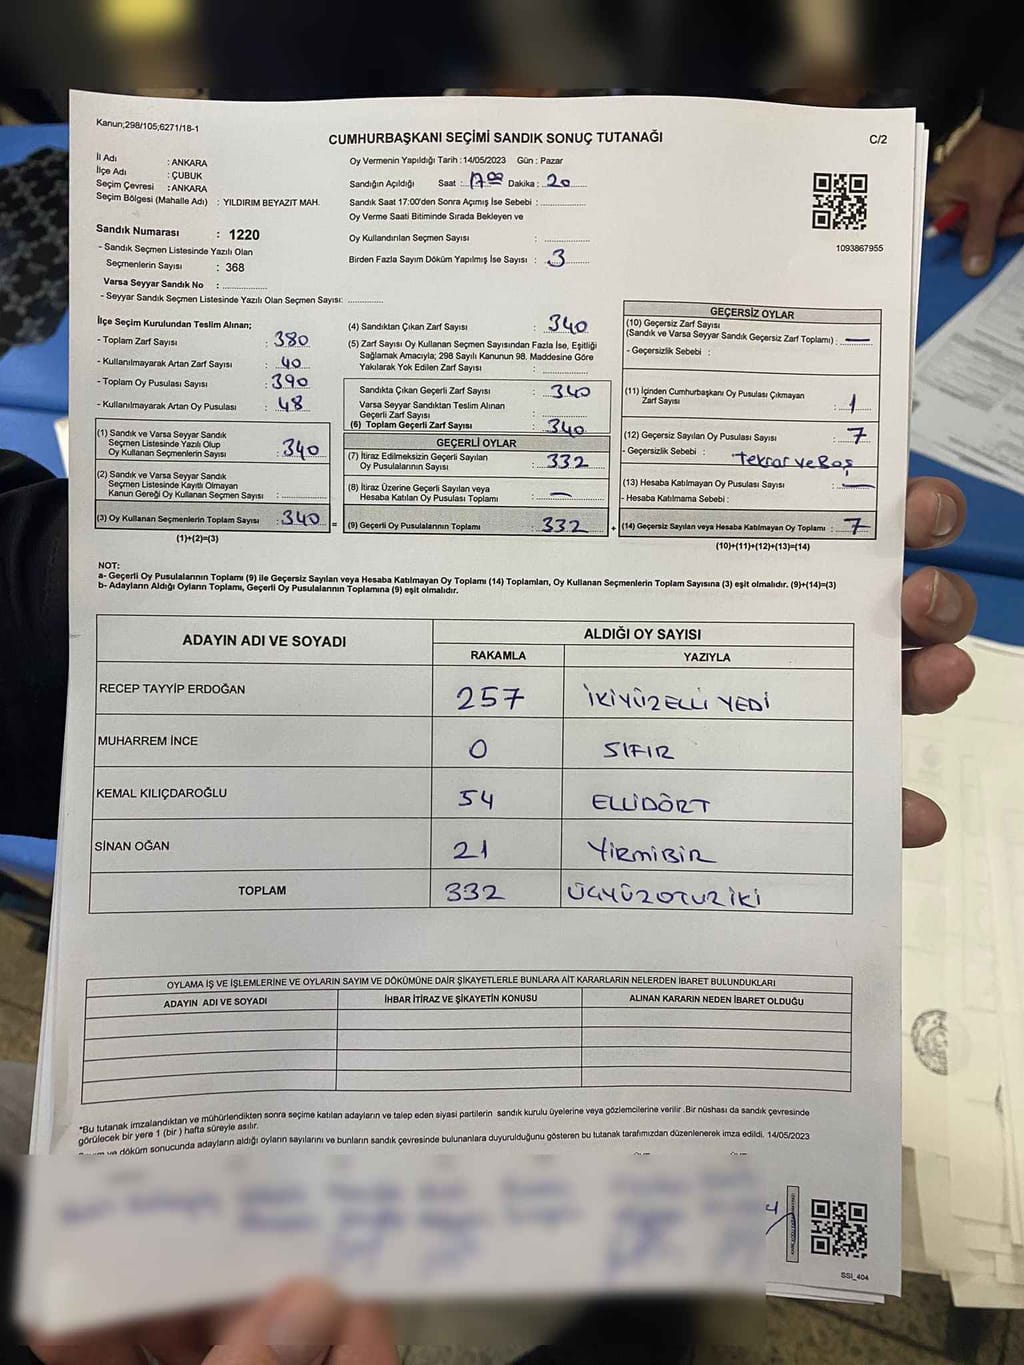 Kanun;298/105;6271/18-1
CUMHURBAŞKANI SEÇİMİ SANDIK SONUÇ TUTANAĞI
C/2
İl Adı : ANKARA
İlçe Adı : ÇUBUK
Seçim Çevresi : ANKARA
Seçim Bölgesi (Mahalle Adı) : YILDIRIM BEYAZIT MAH.
Sandık Numarası : 1220
- Sandık Seçmen Listesinde Yazılı Olan
Seçmenlerin Sayısı : 368
Varsa Seyyar Sandık No :
- Seyyar Sandık Seçmen Listesinde Yazılı Olan Seçmen Sayısı:
Oy Vermenin Yapıldığı Tarih : 14/05/2023 Gün : Pazar
Sandığın Açıldığı Saat : 17.00 Dakika : 20
Sandık Saat 17:00'den Sonra Açımış İse Sebebi :
Oy Verme Saati Bitiminde Sırada Bekleyen ve
Oy Kullandırılan Seçmen Sayısı :
Birden Fazla Sayım Döküm Yapılmış İse Sayısı : 3
1093867955
İlçe Seçim Kurulundan Teslim Alınan;
- Toplam Zarf Sayısı : 380
- Kullanılmayarak Artan Zarf Sayısı : 40
- Toplam Oy Pusulası Sayısı : 390
- Kullanılmayarak Artan Oy Pusulası : 48
(1) Sandık ve Varsa Seyyar Sandık
Seçmen Listesinde Yazılı Olup
Oy Kullanan Seçmenlerin Sayısı : 340
(2) Sandık ve Varsa Seyyar Sandık
Seçmen Listesinde Kayıtlı Olmayan
Kanun Gereği Oy Kullanan Seçmen Sayısı :
(3) Oy Kullanan Seçmenlerin Toplam Sayısı : 340
(1)+(2)=(3)
(4) Sandıktan Çıkan Zarf Sayısı : 340
(5) Zarf Sayısı Oy Kullanan Seçmen Sayısından Fazla İse, Eşitliği
Sağlamak Amacıyla; 298 Sayılı Kanunun 98. Maddesine Göre
Yakılarak Yok Edilen Zarf Sayısı :
Sandıkta Çıkan Geçerli Zarf Sayısı : 340
Varsa Seyyar Sandıktan Teslim Alınan
Geçerli Zarf Sayısı :
(6) Toplam Geçerli Zarf Sayısı : 340
GEÇERLİ OYLAR
(7) İtiraz Edilmeksizin Geçerli Sayılan
Oy Pusulalarının Sayısı : 332
(8) İtiraz Üzerine Geçerli Sayılan veya
Hesaba Katılan Oy Pusulası Toplamı : —
= (9) Geçerli Oy Pusulalarının Toplamı : 332
GEÇERSİZ OYLAR
(10) Geçersiz Zarf Sayısı
(Sandık ve Varsa Seyyar Sandık Geçersiz Zarf Toplamı) : —
- Geçersizlik Sebebi :
(11) İçinden Cumhurbaşkanı Oy Pusulası Çıkmayan
Zarf Sayısı : 1
(12) Geçersiz Sayılan Oy Pusulası Sayısı : 7
- Geçersizlik Sebebi : Tekrar ve Boş
(13) Hesaba Katılmayan Oy Pusulası Sayısı : —
- Hesaba Katılmama Sebebi :
+ (14) Geçersiz Sayılan veya Hesaba Katılmayan Oy Toplamı : 7
(10)+(11)+(12)+(13)=(14)
NOT:
a- Geçerli Oy Pusulalarının Toplamı (9) ile Geçersiz Sayılan veya Hesaba Katılmayan Oy Toplamı (14) Toplamları, Oy Kullanan Seçmenlerin Toplam Sayısına (3) eşit olmalıdır. (9)+(14)=(3)
b- Adayların Aldığı Oyların Toplamı, Geçerli Oy Pusulalarının Toplamına (9) eşit olmalıdır.
ADAYIN ADI VE SOYADI ALDIĞI OY SAYISI
RAKAMLA YAZIYLA
RECEP TAYYİP ERDOĞAN 257 İKİYÜZELLİ YEDİ
MUHARREM İNCE 0 SIFIR
KEMAL KILIÇDAROĞLU 54 ELLİDÖRT
SİNAN OĞAN 21 YİRMİBİR
TOPLAM 332 ÜÇYÜZOTUZİKİ
OYLAMA İŞ VE İŞLEMLERİNE VE OYLARIN SAYIM VE DÖKÜMÜNE DAİR ŞİKAYETLERLE BUNLARA AİT KARARLARIN NELERDEN İBARET BULUNDUKLARI
ADAYIN ADI VE SOYADI İHBAR İTİRAZ VE ŞİKAYETİN KONUSU ALINAN KARARIN NEDEN İBARET OLDUĞU
*Bu tutanak imzalandıktan ve mühürlendikten sonra seçime katılan adayların ve talep eden siyasi partilerin sandık kurulu üyelerine veya gözlemcilerine verilir .Bir nüshası da sandık çevresinde
görülecek bir yere 1 (bir ) hafta süreyle asılır.
ve döküm sonucunda adayların aldığı oyların sayılarını ve bunların sandık çevresinde bulunanlara duyurulduğunu gösteren bu tutanak tarafımızdan düzenlenerek imza edildi. 14/05/2023
SSI_404